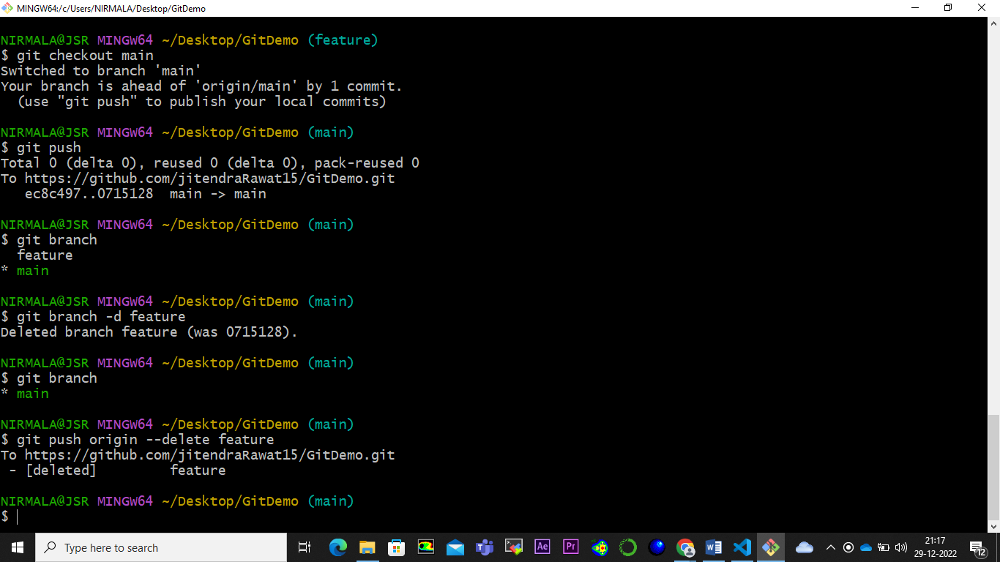 MINGW64:/c/Users/NIRMALA/Desktop/GitDemo
NIRMALA@JSR MINGW64 ~/Desktop/GitDemo (feature)
$ git checkout main
Switched to branch 'main'
Your branch is ahead of 'origin/main' by 1 commit.
  (use "git push" to publish your local commits)
NIRMALA@JSR MINGW64 ~/Desktop/GitDemo (main)
$ git push
Total 0 (delta 0), reused 0 (delta 0), pack-reused 0
To https://github.com/jitendraRawat15/GitDemo.git
   ec8c497..0715128  main -> main
NIRMALA@JSR MINGW64 ~/Desktop/GitDemo (main)
$ git branch
  feature
* main
NIRMALA@JSR MINGW64 ~/Desktop/GitDemo (main)
$ git branch -d feature
Deleted branch feature (was 0715128).
NIRMALA@JSR MINGW64 ~/Desktop/GitDemo (main)
$ git branch
* main
NIRMALA@JSR MINGW64 ~/Desktop/GitDemo (main)
$ git push origin --delete feature
To https://github.com/jitendraRawat15/GitDemo.git
 - [deleted]         feature
NIRMALA@JSR MINGW64 ~/Desktop/GitDemo (main)
$
Type here to search
Ae
Pr
21:17
29-12-2022
12